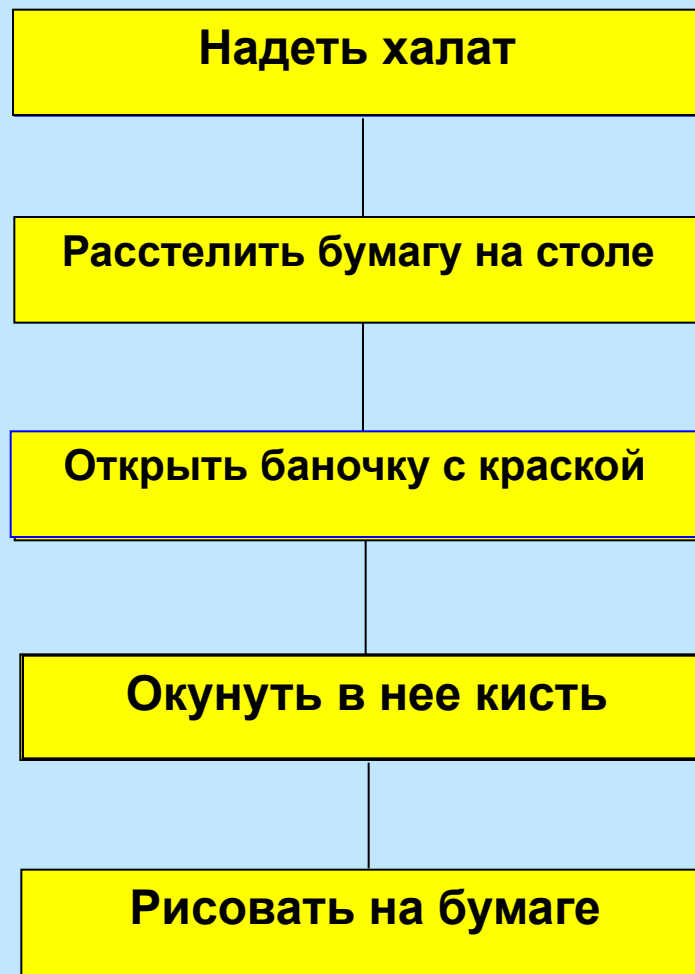 Надеть халат
Расстелить бумагу на столе
Открыть баночку с краской
Окунуть в нее кисть
Рисовать на бумаге